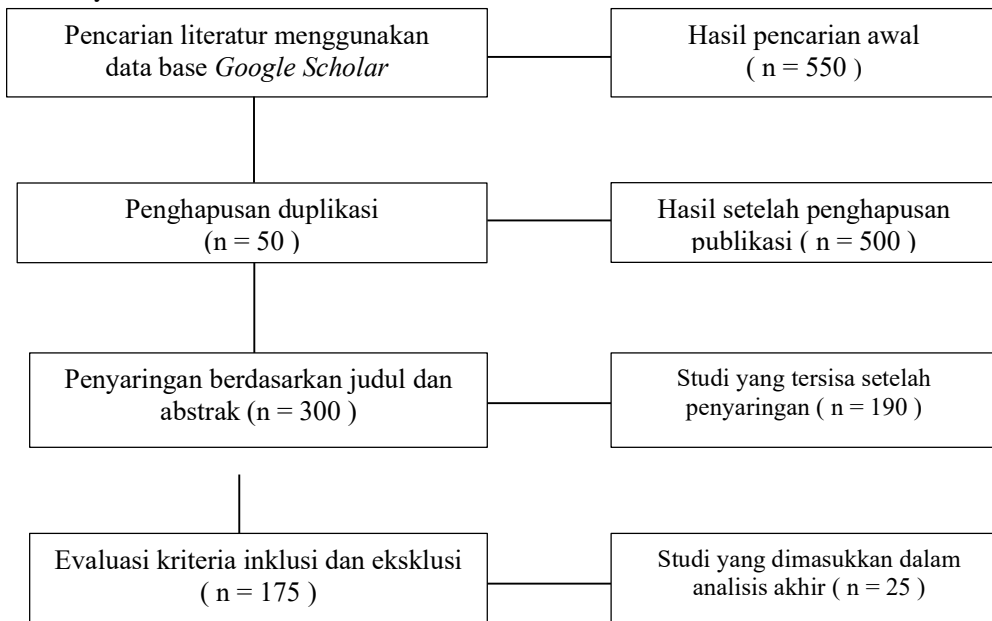 Pencarian literatur menggunakan
data base Google Scholar
Hasil pencarian awal
( n = 550 )
Penghapusan duplikasi
(n = 50 )
Hasil setelah penghapusan
publikasi ( n = 500 )
Penyaringan berdasarkan judul dan
abstrak (n = 300 )
Studi yang tersisa setelah
penyaringan ( n = 190 )
Evaluasi kriteria inklusi dan eksklusi
( n = 175 )
Studi yang dimasukkan dalam
analisis akhir ( n = 25 )